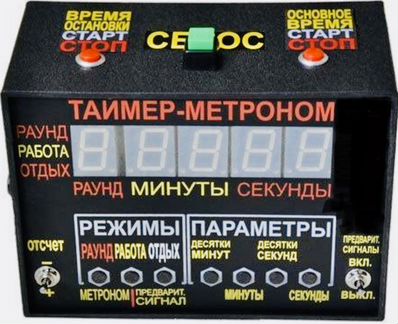 ВРЕМЯ
ОСТАНОВКИ
СТАРТ
СТОП
ОСНОВНОЕ
ВРЕМЯ
СТАРТ
СТОП
ТАЙМЕР-МЕТРОНОМ
РАУНД
РАБОТА
ОТДЫХ
РАУНД МИНУТЫ СЕКУНДЫ
РЕЖИМЫ ПАРАМЕТРЫ
РАУНД РАБОТА ОТДЫХ
ДЕСЯТКИ МИНУТ
ДЕСЯТКИ СЕКУНД
ОТСЧЕТ
− +
ПРЕДВАРИТ. СИГНАЛЫ
ВКЛ.
ВЫКЛ.
МЕТРОНОМ ПРЕДВАРИТ. СИГНАЛ
МИНУТЫ СЕКУНДЫ